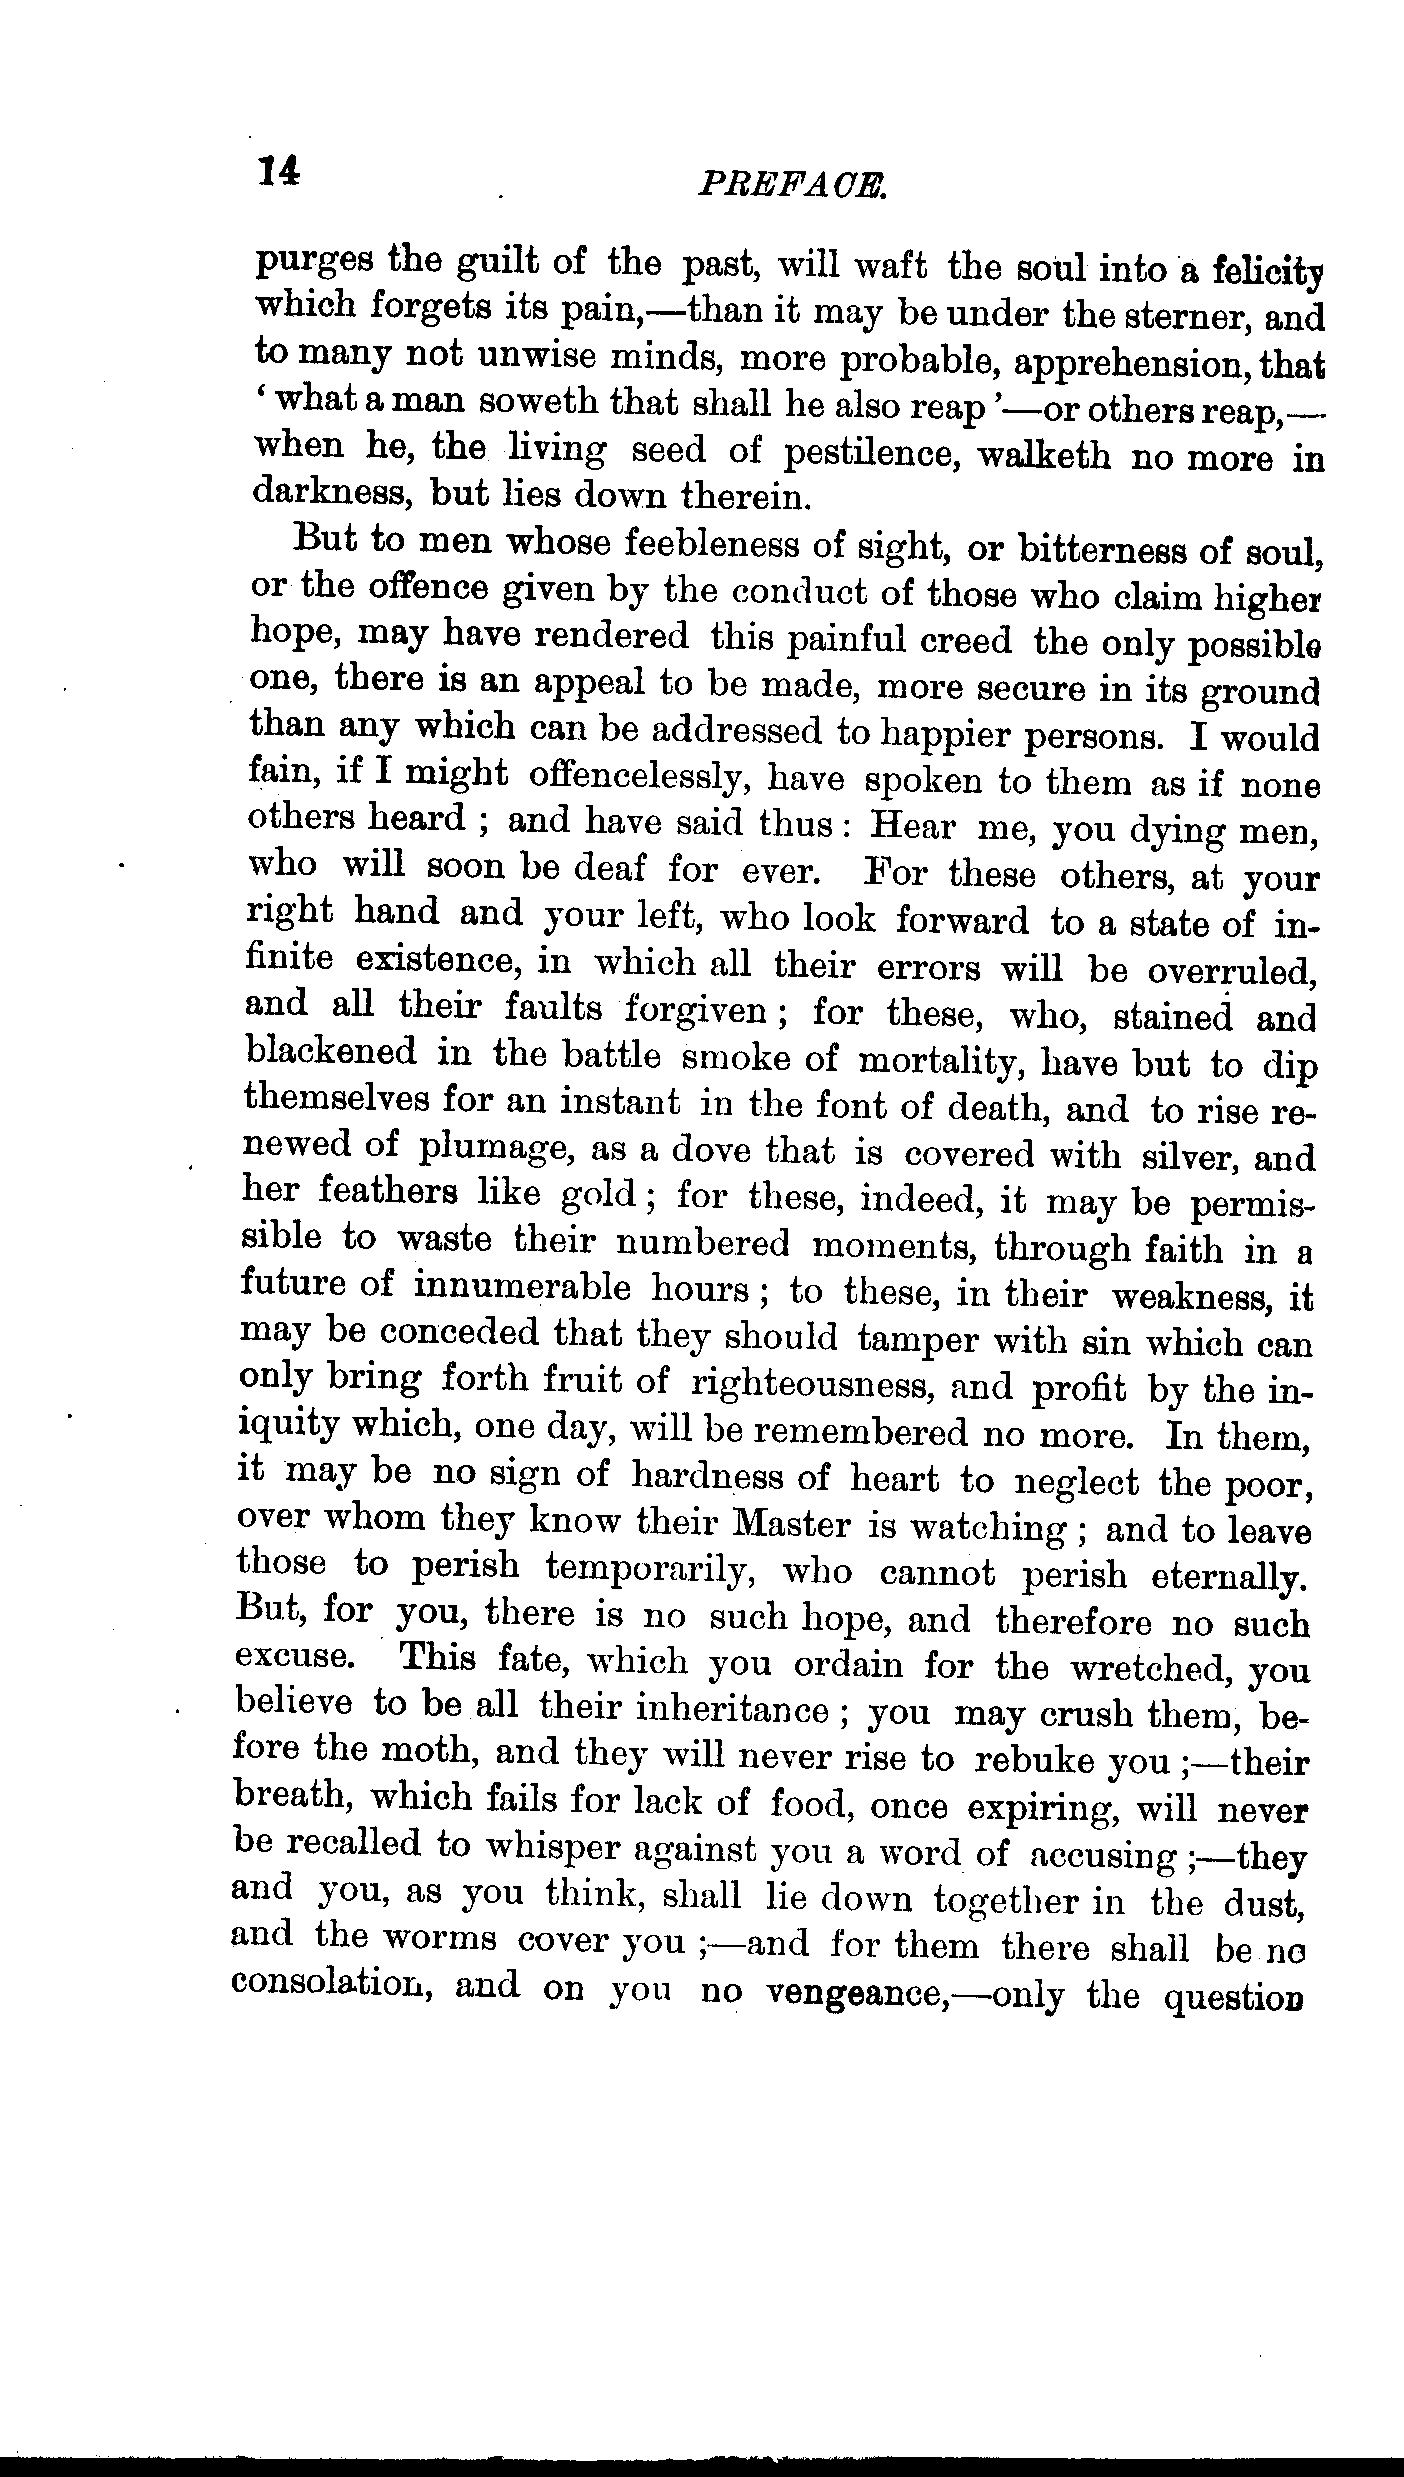 14
PREFACE.
purges the guilt of the past, will waft the soul into a felicity
which forgets its pain,—than it may be under the sterner, and
to many not unwise minds, more probable, apprehension, that
‘ what a man soweth that shall he also reap ’—or others reap,—
when he, the living seed of pestilence, walketh no more in
darkness, but lies down therein.
But to men whose feebleness of sight, or bitterness of soul,
or the offence given by the conduct of those who claim higher
hope, may have rendered this painful creed the only possible
one, there is an appeal to be made, more secure in its ground
than any which can be addressed to happier persons. I would
fain, if I might offencelessly, have spoken to them as if none
others heard ; and have said thus : Hear me, you dying men,
who will soon be deaf for ever. For these others, at your
right hand and your left, who look forward to a state of in-
finite existence, in which all their errors will be overruled,
and all their faults forgiven ; for these, who, stained and
blackened in the battle smoke of mortality, have but to dip
themselves for an instant in the font of death, and to rise re-
newed of plumage, as a dove that is covered with silver, and
her feathers like gold ; for these, indeed, it may be permis-
sible to waste their numbered moments, through faith in a
future of innumerable hours ; to these, in their weakness, it
may be conceded that they should tamper with sin which can
only bring forth fruit of righteousness, and profit by the in-
iquity which, one day, will be remembered no more. In them,
it may be no sign of hardness of heart to neglect the poor,
over whom they know their Master is watching ; and to leave
those to perish temporarily, who cannot perish eternally.
But, for you, there is no such hope, and therefore no such
excuse. This fate, which you ordain for the wretched, you
believe to be all their inheritance ; you may crush them, be-
fore the moth, and they will never rise to rebuke you ;—their
breath, which fails for lack of food, once expiring, will never
be recalled to whisper against you a word of accusing ;—they
and you, as you think, shall lie down together in the dust,
and the worms cover you ;—and for them there shall be no
consolation, and on you no vengeance,—only the question